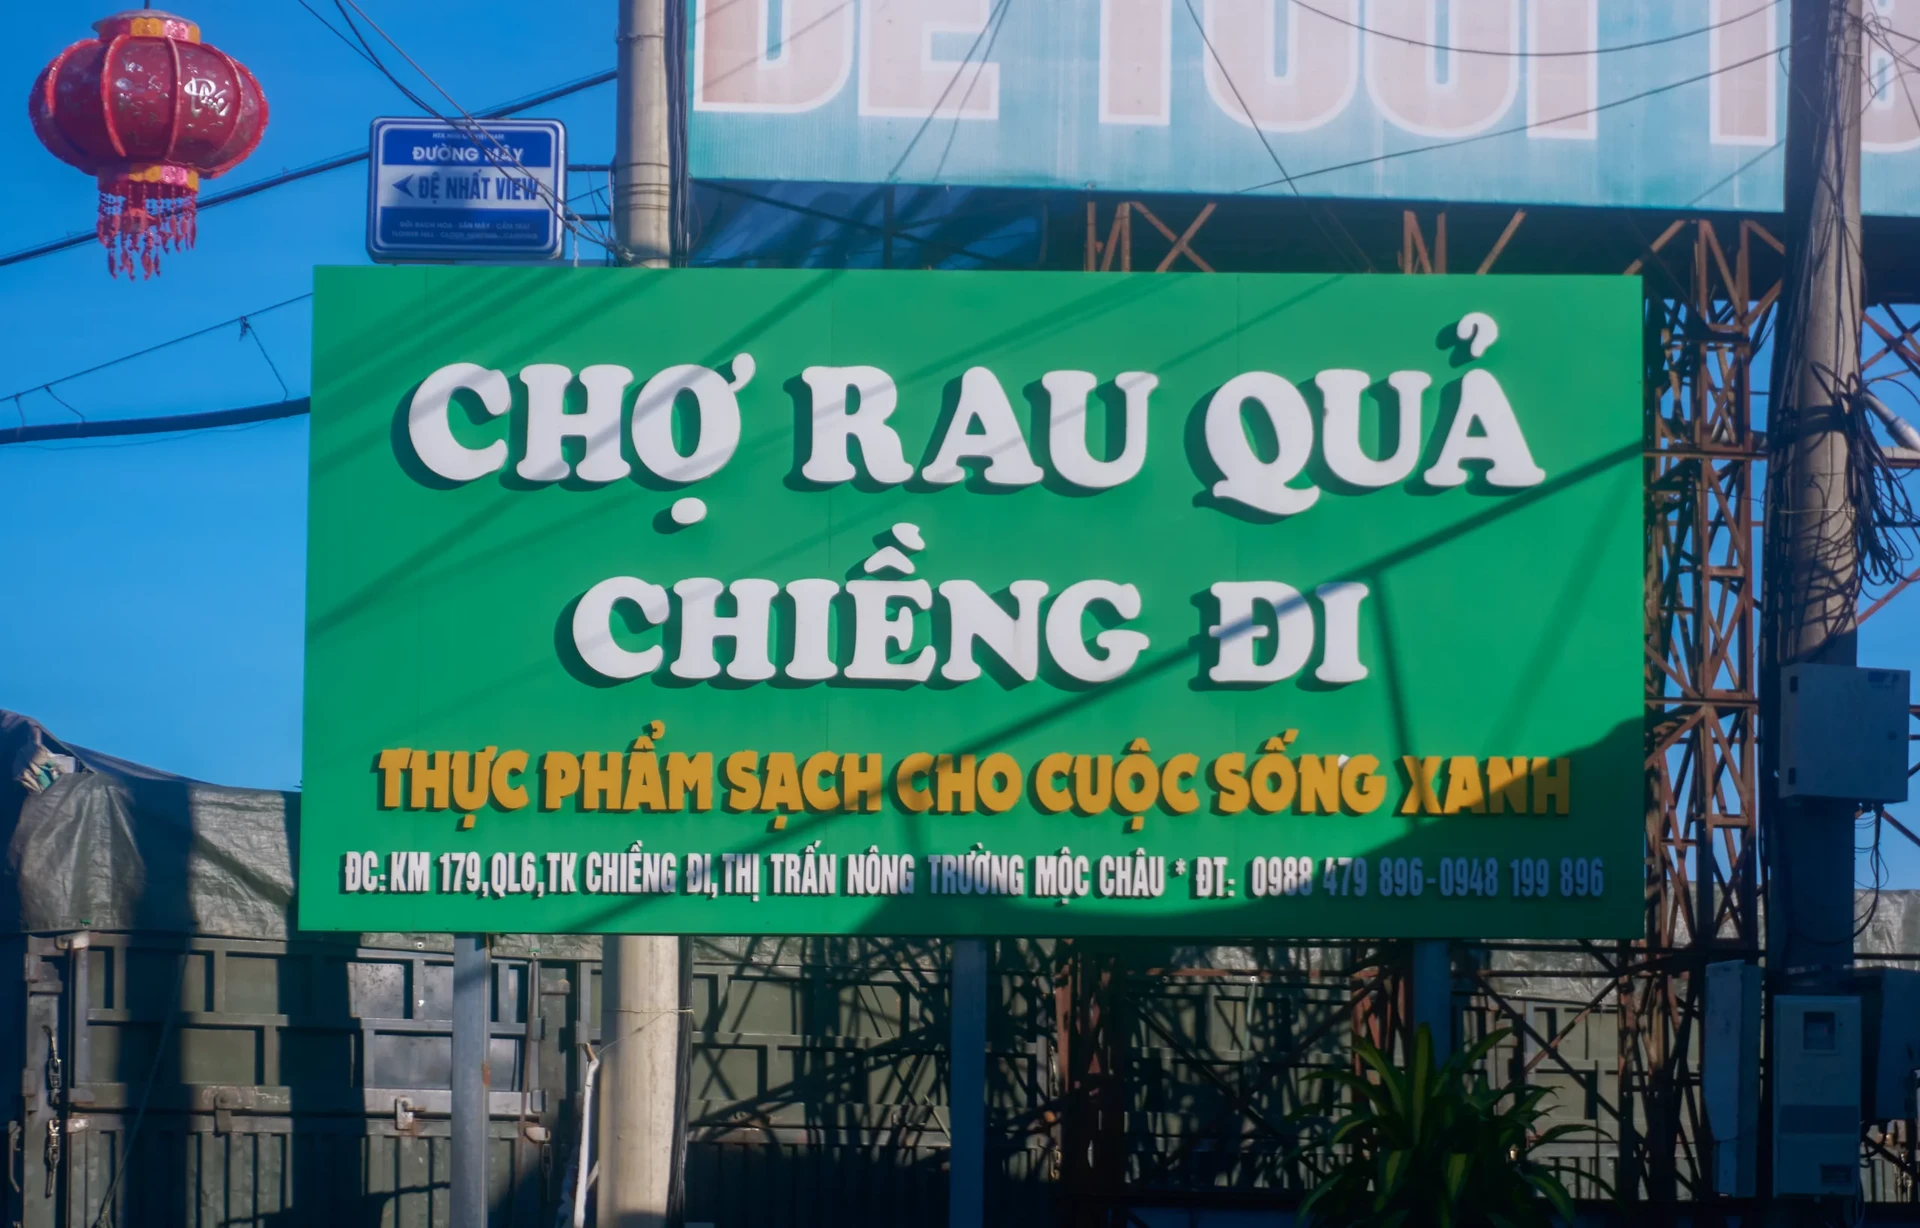 ĐƯỜNG MÂY
ĐỆ NHẤT VIEW
CHỢ RAU QUẢ
CHIỀNG ĐI
THỰC PHẨM SẠCH CHO CUỘC SỐNG XANH
ĐC: KM 179,QL6,TK CHIỀNG ĐI,THỊ TRẤN NÔNG TRƯỜNG MỘC CHÂU * ĐT: 0988 479 896-0948 199 896